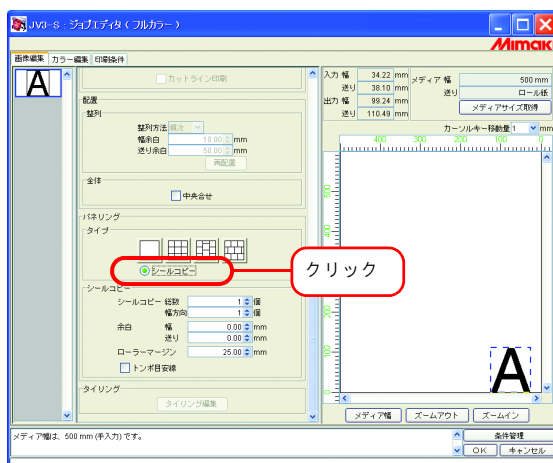 JV3-S : ジョブエディタ ( フルカラー )
Mimaki
画像編集 カラー編集 印刷条件
A
カットライン印刷
配置
整列
整列方法 順次
幅余白 10.00 mm
送り余白 50.00 mm
再配置
全体
中央合せ
パネリング
タイプ
シールコピー
クリック
シールコピー
シールコピー 総数 1 個
幅方向 1 個
余白 幅 0.00 mm
送り 0.00 mm
ローラーマージン 25.00 mm
トンボ目安線
タイリング
タイリング編集
入力 幅 34.22 mm
送り 38.10 mm
出力 幅 99.24 mm
送り 110.49 mm
メディア 幅 500 mm
送り ロール紙
メディアサイズ取得
カーソルキー移動量 1 mm
400 300 200 100 0
A
メディア幅 ズームアウト ズームイン
メディア幅は、500 mm (手入力) です。
条件管理
OK キャンセル